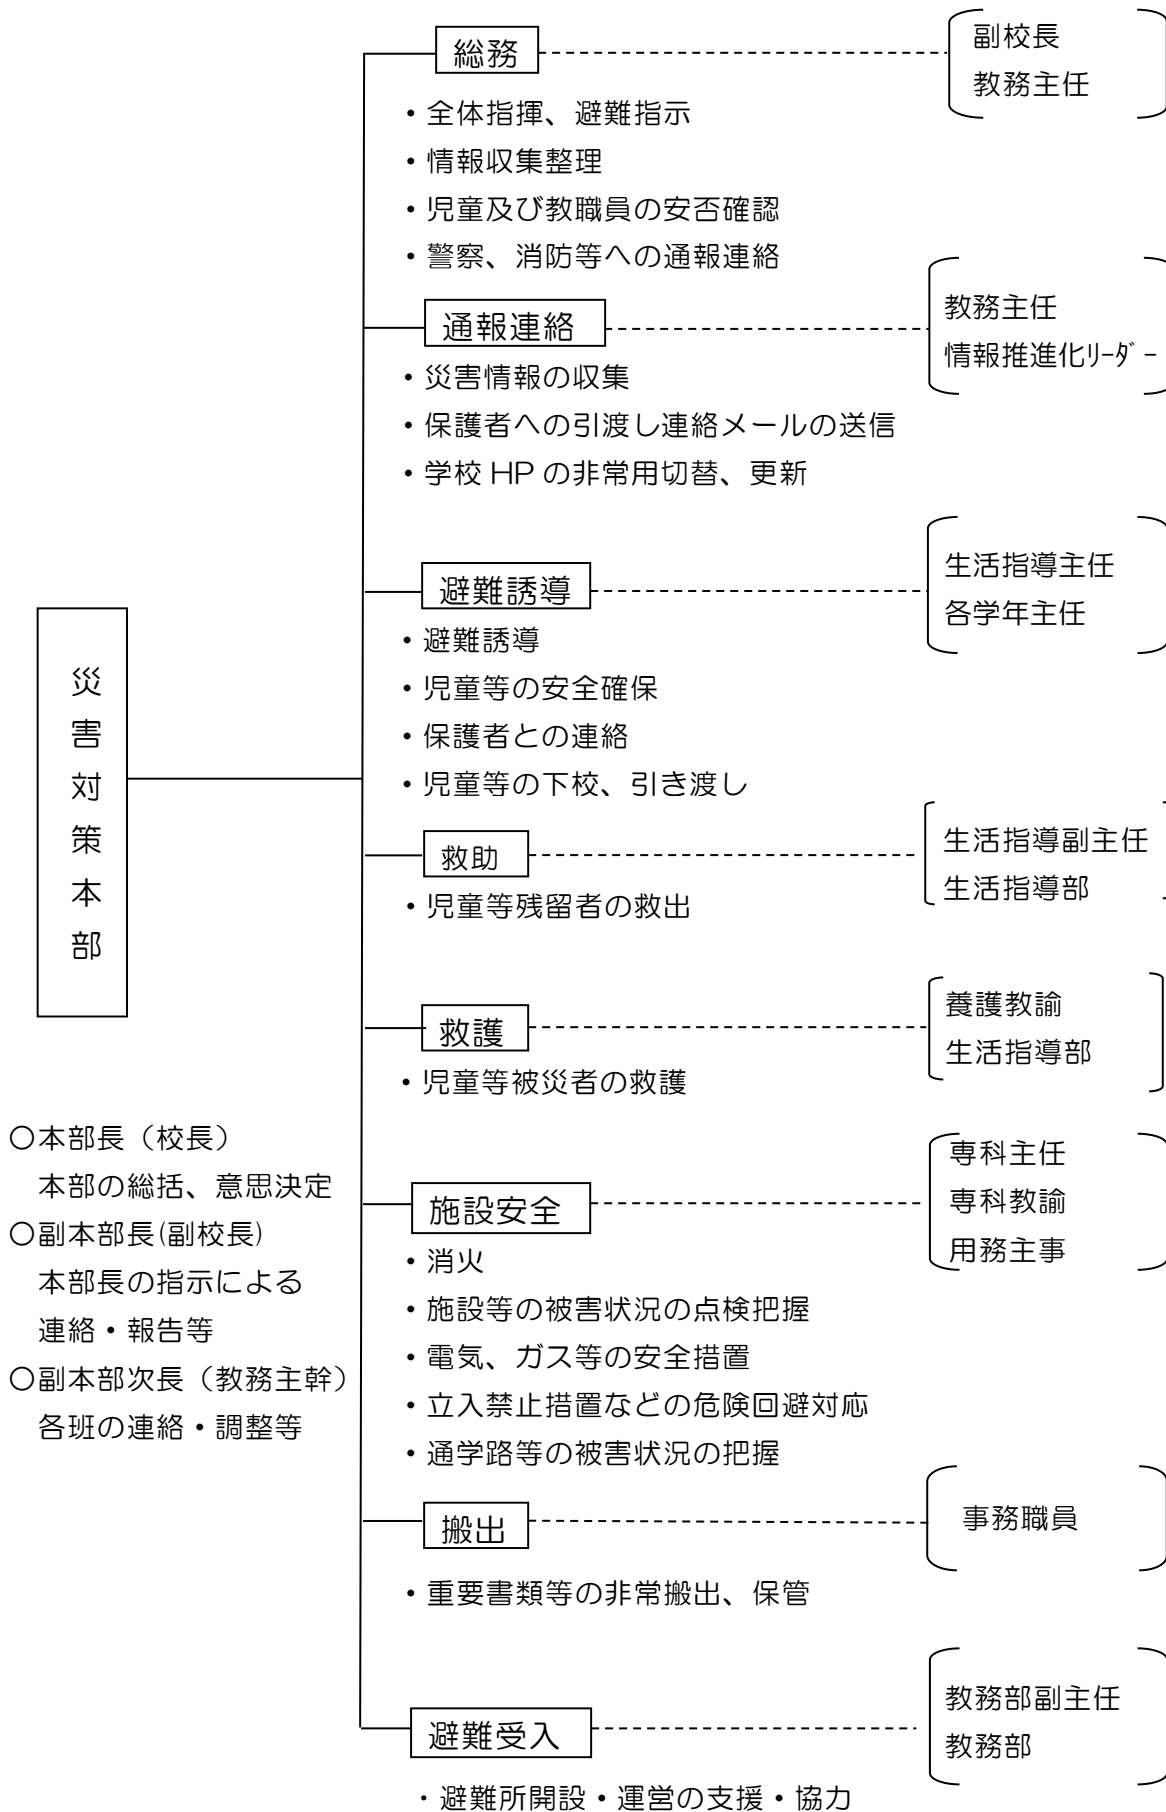 総務
副校長
教務主任
・全体指揮、避難指示
・情報収集整理
・児童及び教職員の安否確認
・警察、消防等への通報連絡
通報連絡
教務主任
情報推進化ﾘｰﾀﾞｰ
・災害情報の収集
・保護者への引渡し連絡メールの送信
・学校 HP の非常用切替、更新
避難誘導
生活指導主任
各学年主任
・避難誘導
・児童等の安全確保
・保護者との連絡
・児童等の下校、引き渡し
災害対策本部
救助
生活指導副主任
生活指導部
・児童等残留者の救出
救護
養護教諭
生活指導部
・児童等被災者の救護
〇本部長（校長）
本部の総括、意思決定
〇副本部長(副校長)
本部長の指示による
連絡・報告等
〇副本部次長（教務主幹）
各班の連絡・調整等
施設安全
専科主任
専科教諭
用務主事
・消火
・施設等の被害状況の点検把握
・電気、ガス等の安全措置
・立入禁止措置などの危険回避対応
・通学路等の被害状況の把握
搬出
事務職員
・重要書類等の非常搬出、保管
避難受入
教務部副主任
教務部
・避難所開設・運営の支援・協力